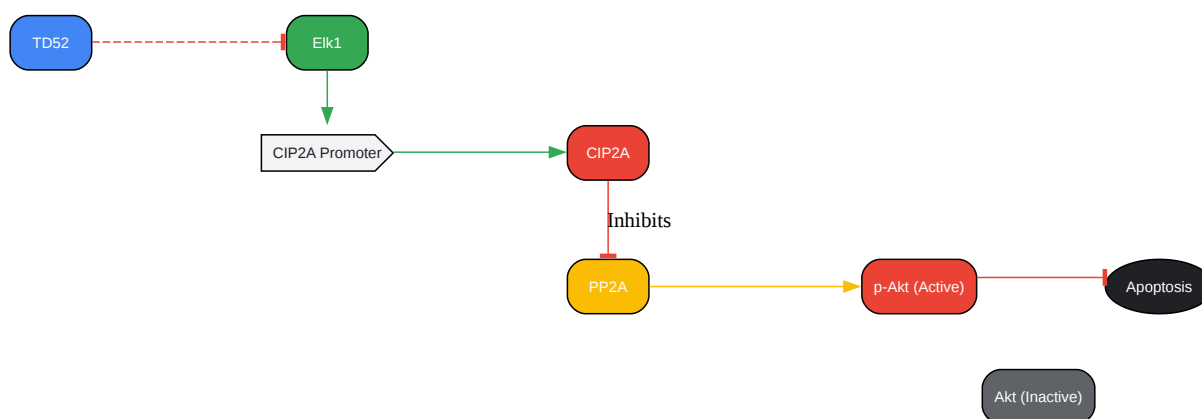 TD52
Elk1
CIP2A Promoter
CIP2A
Inhibits
PP2A
p-Akt (Active)
Apoptosis
Akt (Inactive)